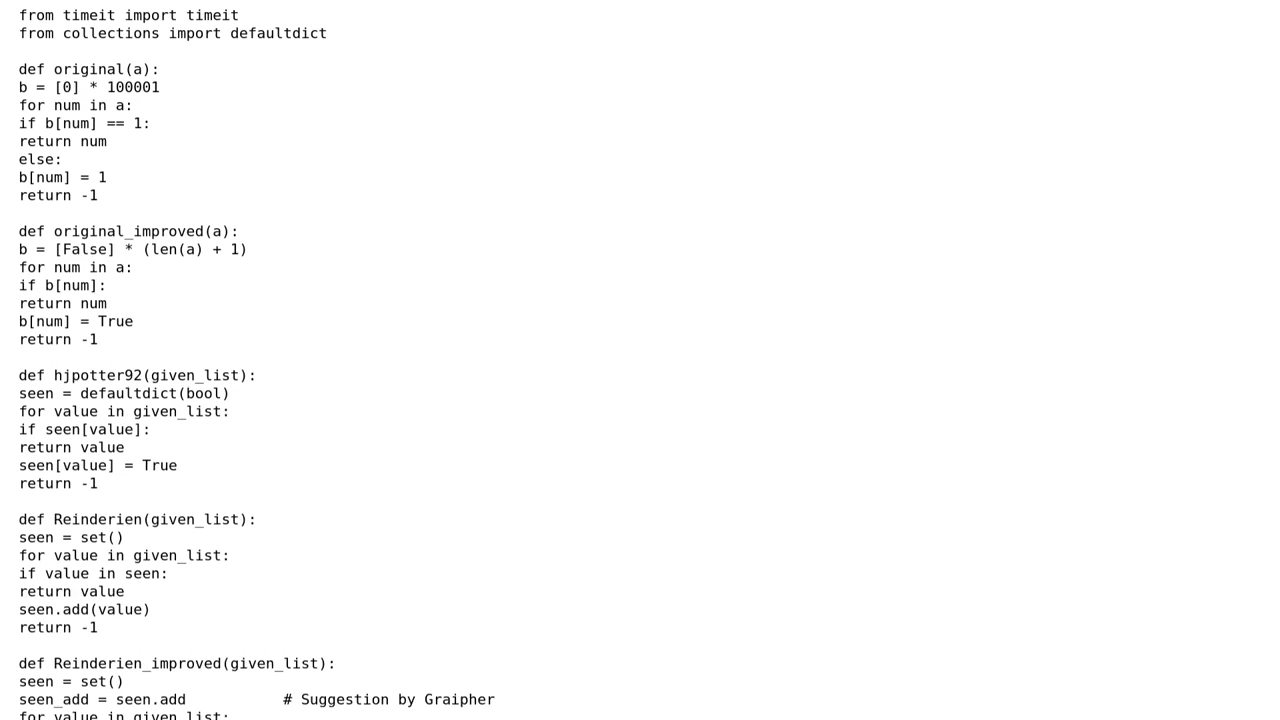 from timeit import timeit
from collections import defaultdict

def original(a):
b = [0] * 100001
for num in a:
if b[num] == 1:
return num
else:
b[num] = 1
return -1

def original_improved(a):
b = [False] * (len(a) + 1)
for num in a:
if b[num]:
return num
b[num] = True
return -1

def hjpotter92(given_list):
seen = defaultdict(bool)
for value in given_list:
if seen[value]:
return value
seen[value] = True
return -1

def Reinderien(given_list):
seen = set()
for value in given_list:
if value in seen:
return value
seen.add(value)
return -1

def Reinderien_improved(given_list):
seen = set()
seen_add = seen.add           # Suggestion by Graipher
for value in given_list: